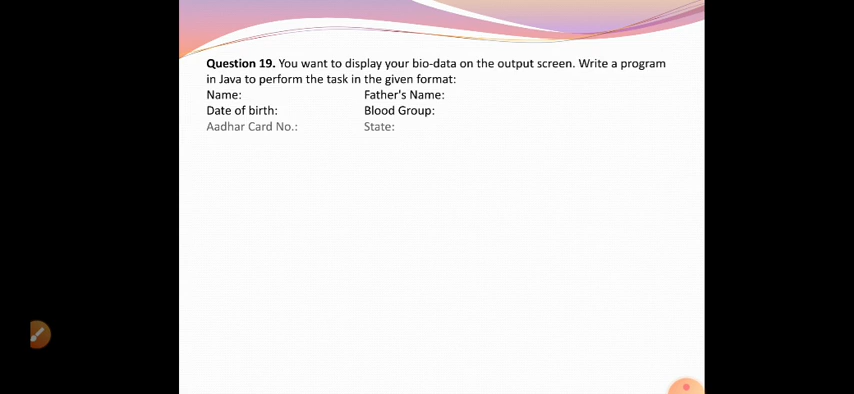 Question 19. You want to display your bio-data on the output screen. Write a program
in Java to perform the task in the given format:
Name: Father's Name:
Date of birth: Blood Group:
Aadhar Card No.: State: